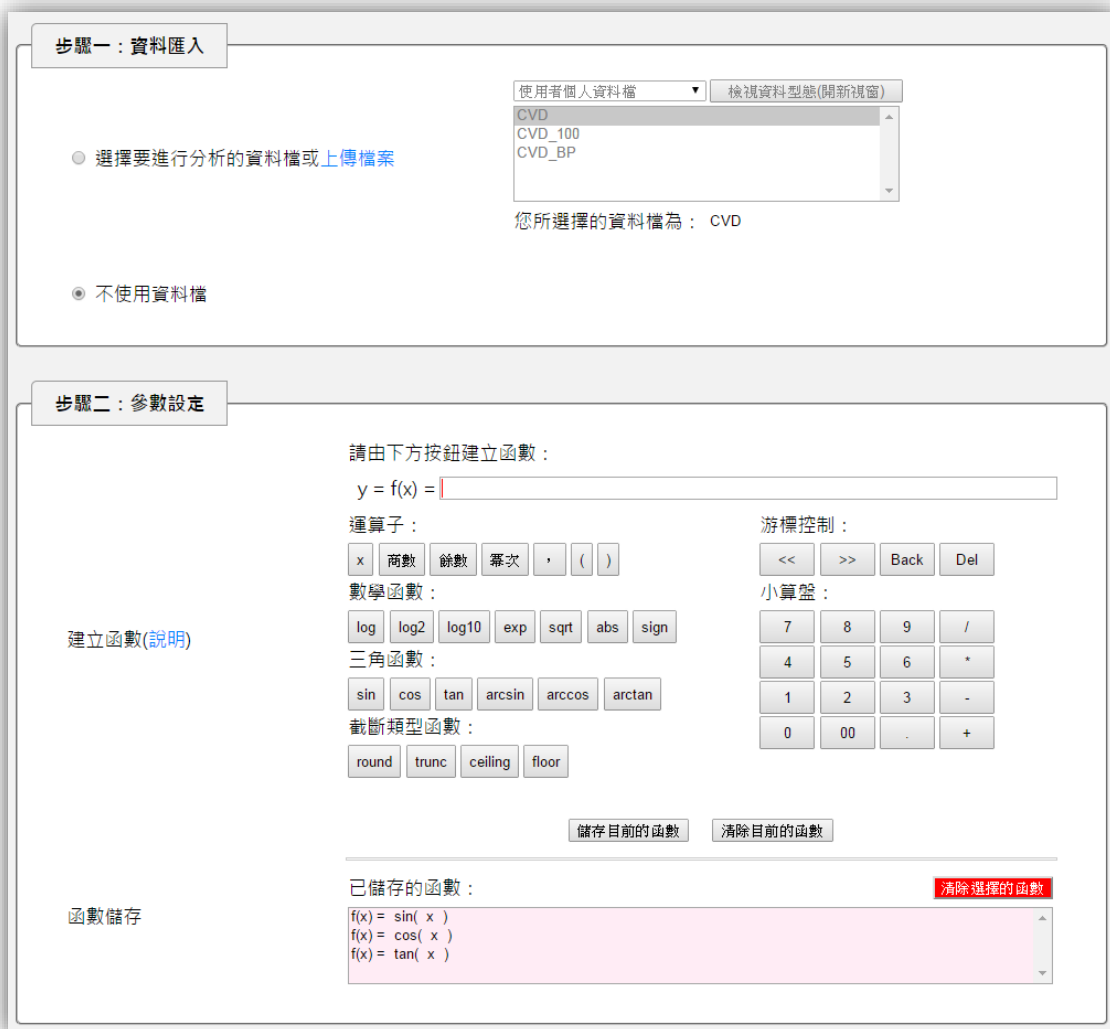 步驟一：資料匯入
使用者個人資料檔 ▼ 檢視資料型態(開新視窗)
CVD
CVD_100
CVD_BP
選擇要進行分析的資料檔或上傳檔案
您所選擇的資料檔為： CVD
不使用資料檔
步驟二：參數設定
請由下方按鈕建立函數：
y = f(x) =
運算子：
x 商數 餘數 冪次 ， ( )
數學函數：
log log2 log10 exp sqrt abs sign
三角函數：
sin cos tan arcsin arccos arctan
截斷類型函數：
round trunc ceiling floor
游標控制：
<< >> Back Del
小算盤：
7 8 9 /
4 5 6 *
1 2 3 -
0 00 . +
建立函數(說明)
儲存目前的函數 清除目前的函數
已儲存的函數： 清除選擇的函數
函數儲存
f(x) = sin( x )
f(x) = cos( x )
f(x) = tan( x )